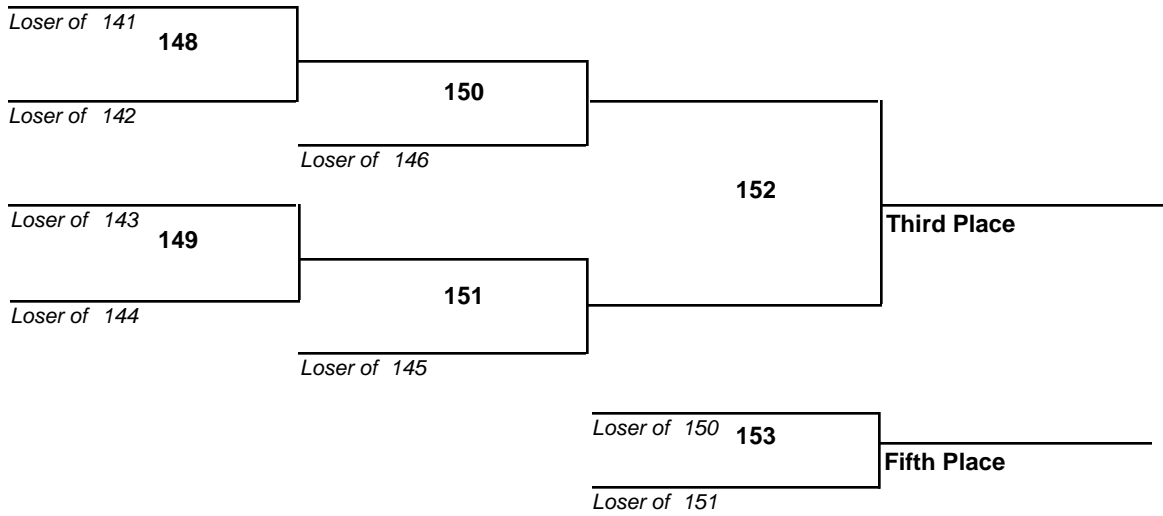 Loser of 141
148
Loser of 142
150
Loser of 146
152
Loser of 143
149
Third Place
Loser of 144
151
Loser of 145
Loser of 150
153
Fifth Place
Loser of 151